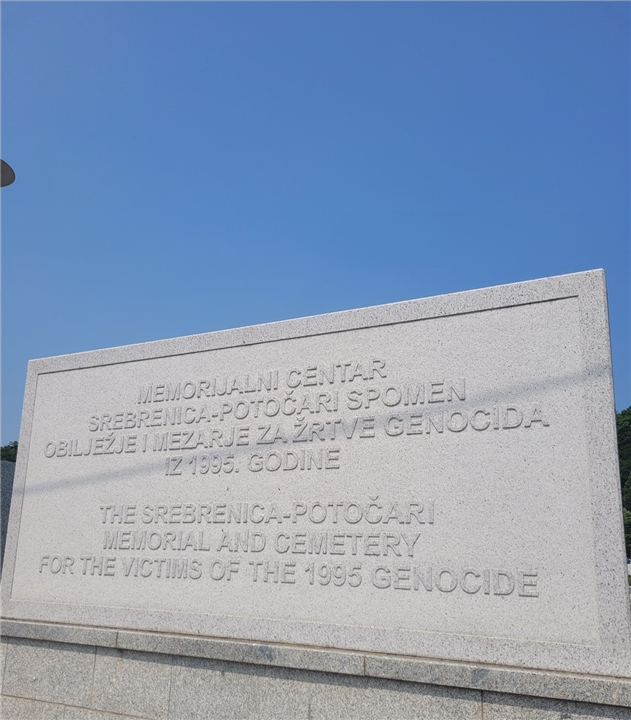 MEMORIJALNI CENTAR
SREBRENICA-POTOČARI SPOMEN
OBILJEŽJE I MEZARJE ZA ŽRTVE GENOCIDA
IZ 1995. GODINE
THE SREBRENICA-POTOČARI
MEMORIAL AND CEMETERY
FOR THE VICTIMS OF THE 1995 GENOCIDE